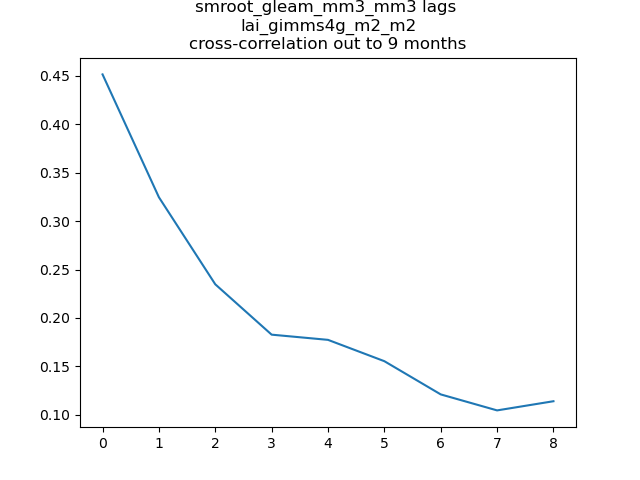 smroot_gleam_mm3_mm3 lags
lai_gimms4g_m2_m2
cross-correlation out to 9 months
0.45
0.40
0.35
0.30
0.25
0.20
0.15
0.10
0 1 2 3 4 5 6 7 8